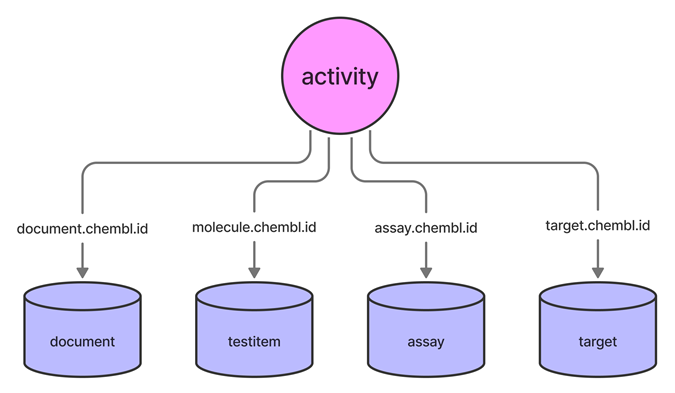 activity
document.chembl.id
molecule.chembl.id
assay.chembl.id
target.chembl.id
document
testitem
assay
target